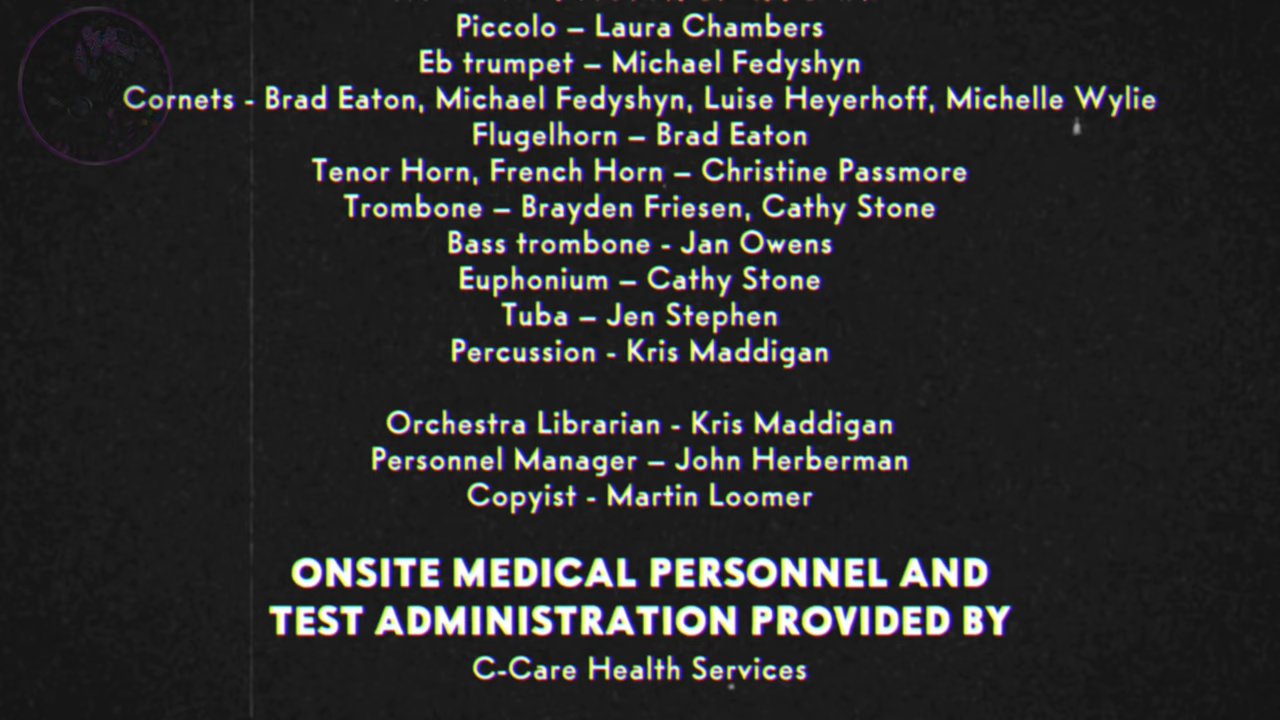 Piccolo – Laura Chambers
Eb trumpet – Michael Fedyshyn
Cornets - Brad Eaton, Michael Fedyshyn, Luise Heyerhoff, Michelle Wylie
Flugelhorn – Brad Eaton
Tenor Horn, French Horn – Christine Passmore
Trombone – Brayden Friesen, Cathy Stone
Bass trombone - Jan Owens
Euphonium – Cathy Stone
Tuba – Jen Stephen
Percussion - Kris Maddigan
Orchestra Librarian - Kris Maddigan
Personnel Manager – John Herberman
Copyist - Martin Loomer
ONSITE MEDICAL PERSONNEL AND
TEST ADMINISTRATION PROVIDED BY
C-Care Health Services